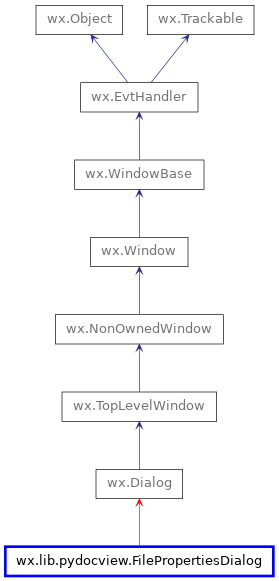 wx.Object
wx.Trackable
wx.EvtHandler
wx.WindowBase
wx.Window
wx.NonOwnedWindow
wx.TopLevelWindow
wx.Dialog
wx.lib.pydocview.FilePropertiesDialog